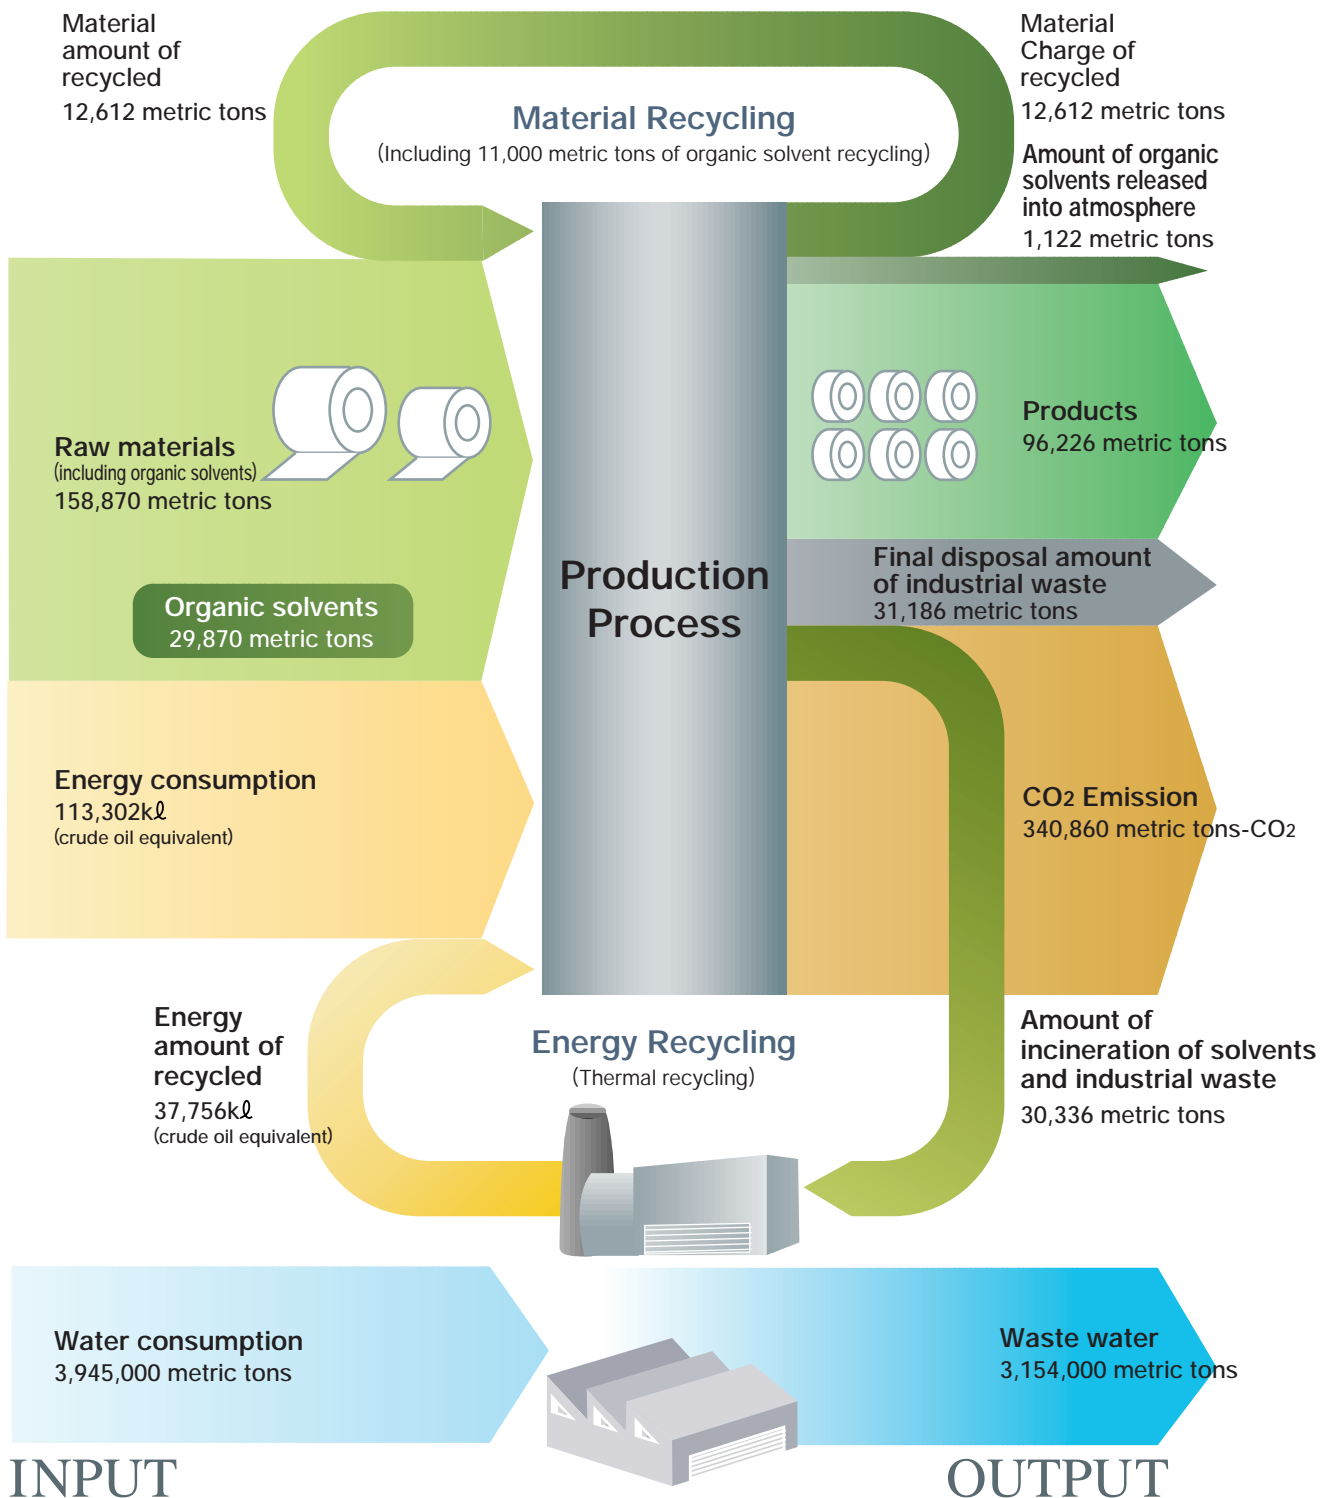 Material
amount of
recycled
12,612 metric tons
Material
Charge of
recycled
12,612 metric tons
Material Recycling
(Including 11,000 metric tons of organic solvent recycling)
Amount of organic
solvents released
into atmosphere
1,122 metric tons
Raw materials
(including organic solvents)
158,870 metric tons
Organic solvents
29,870 metric tons
Production
Process
Products
96,226 metric tons
Final disposal amount
of industrial waste
31,186 metric tons
Energy consumption
113,302kℓ
(crude oil equivalent)
CO2 Emission
340,860 metric tons-CO2
Energy
amount of
recycled
37,756kℓ
(crude oil equivalent)
Energy Recycling
(Thermal recycling)
Amount of
incineration of solvents
and industrial waste
30,336 metric tons
Water consumption
3,945,000 metric tons
Waste water
3,154,000 metric tons
INPUT
OUTPUT